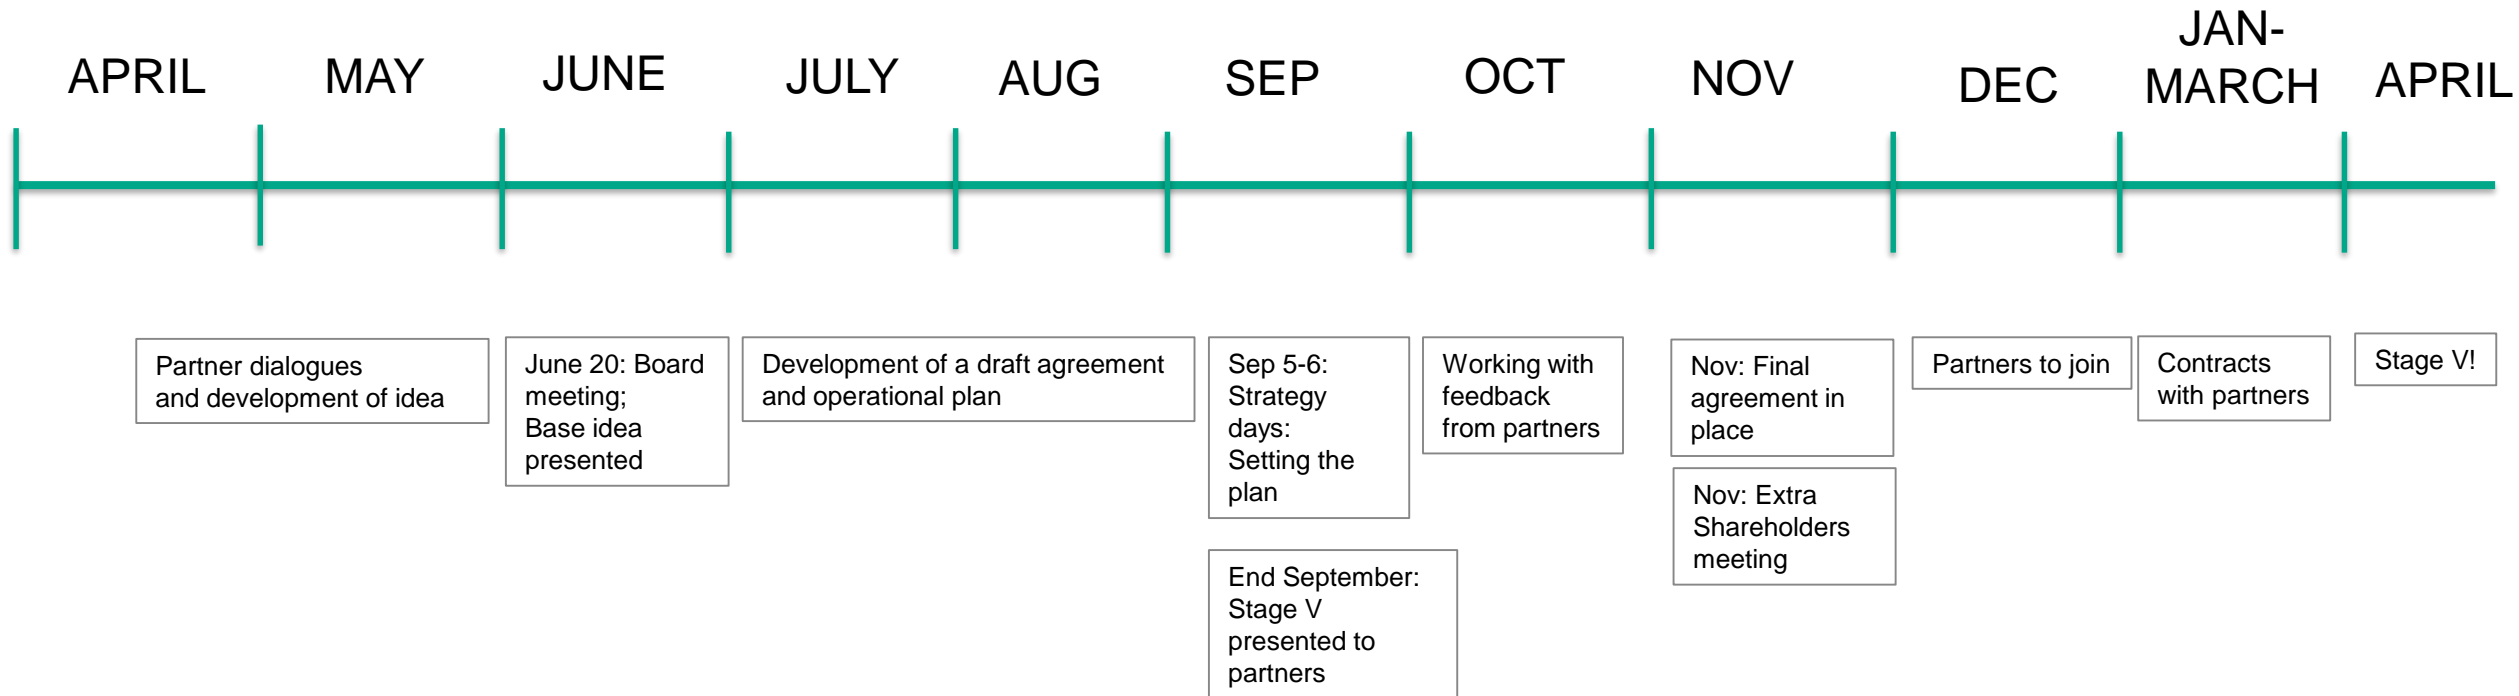 APRIL
MAY
JUNE
JULY
AUG
SEP
OCT
NOV
DEC
JAN-
MARCH
APRIL
Partner dialogues
and development of idea
June 20: Board
meeting;
Base idea
presented
Development of a draft agreement
and operational plan
Sep 5-6:
Strategy
days:
Setting the
plan
End September:
Stage V
presented to
partners
Working with
feedback
from partners
Nov: Final
agreement in
place
Nov: Extra
Shareholders
meeting
Partners to join
Contracts
with partners
Stage V!